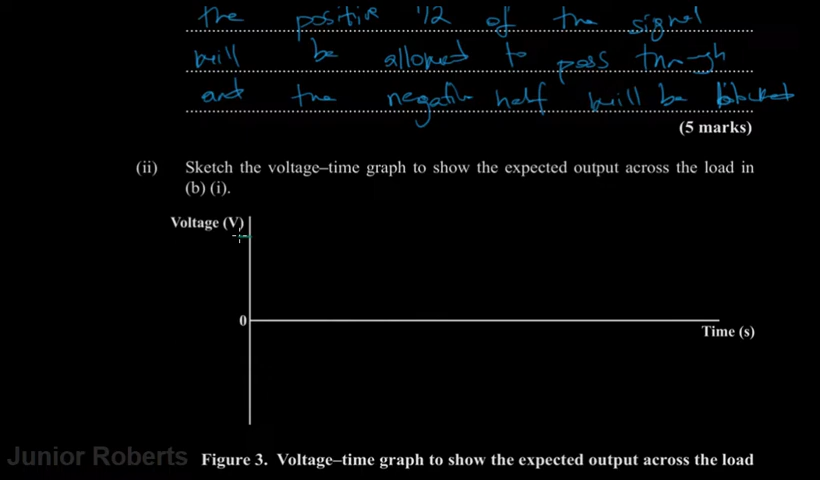 the positive 1/2 of the signal
will be allowed to pass through
and the negative half will be blocked
(5 marks)
(ii) Sketch the voltage–time graph to show the expected output across the load in
(b) (i).
Voltage (V)
0
Time (s)
Junior Roberts
Figure 3. Voltage–time graph to show the expected output across the load